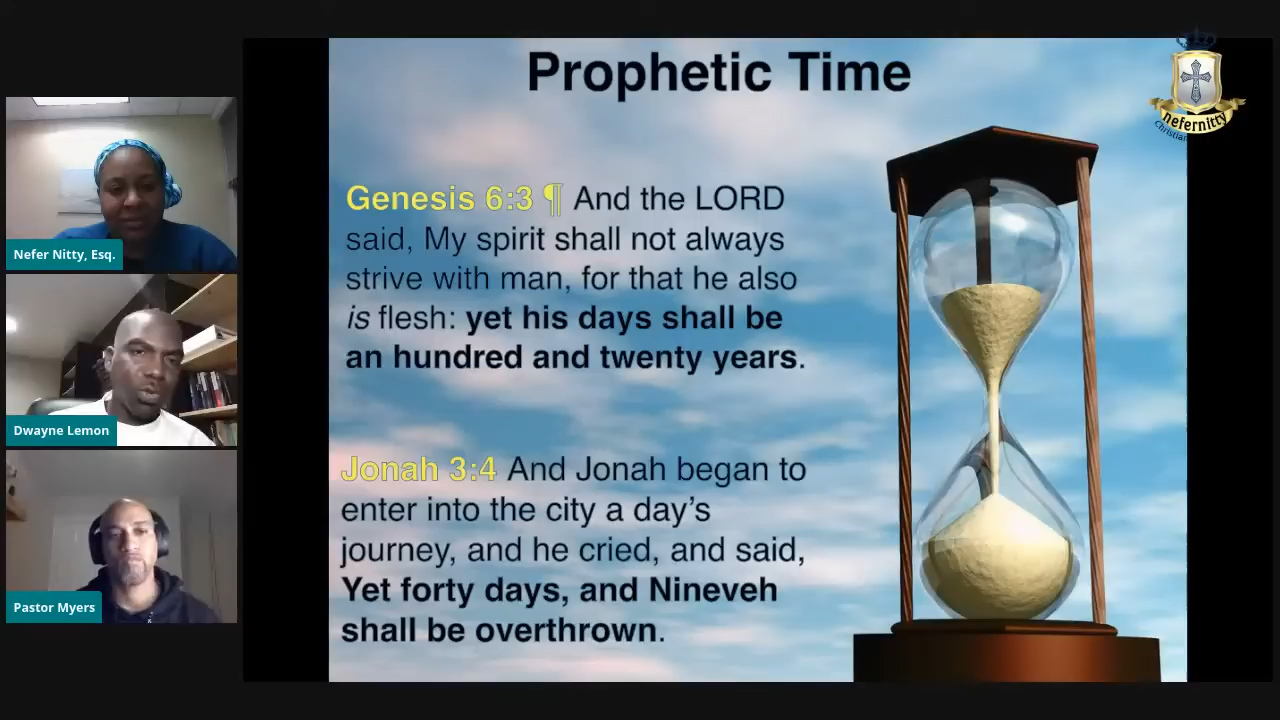 Prophetic Time
Genesis 6:3 ¶ And the LORD
said, My spirit shall not always
strive with man, for that he also
is flesh: yet his days shall be
an hundred and twenty years.
Jonah 3:4 And Jonah began to
enter into the city a day’s
journey, and he cried, and said,
Yet forty days, and Nineveh
shall be overthrown.
Nefer Nitty, Esq.
Dwayne Lemon
Pastor Myers
nefernitty
christian